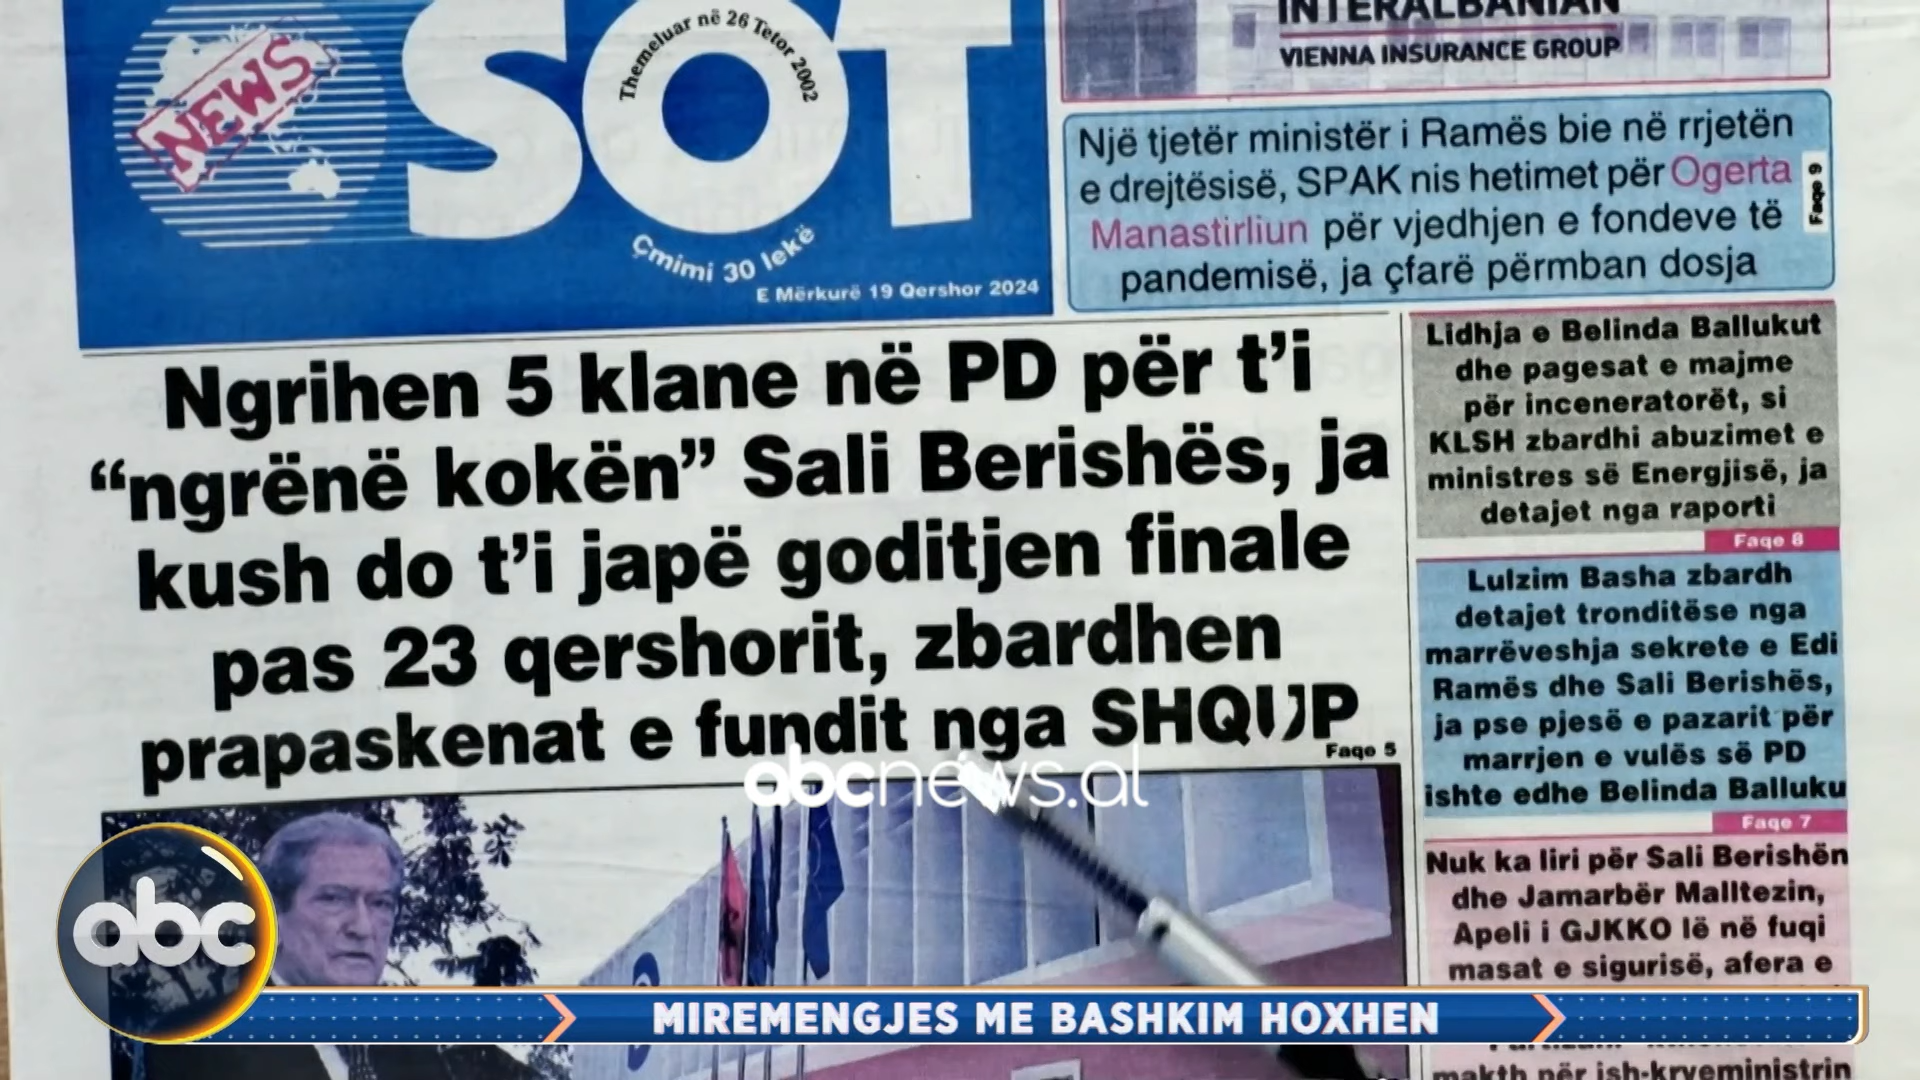 NEWS
SOT
Themeluar në 26 Tetor 2002
Çmimi 30 lekë
E Mërkurë 19 Qershor 2024
INTERALBANIAN
VIENNA INSURANCE GROUP
Një tjetër ministër i Ramës bie në rrjetën
e drejtësisë, SPAK nis hetimet për Ogerta
Manastirliun për vjedhjen e fondeve të
pandemisë, ja çfarë përmban dosja
Faqe 9
Ngrihen 5 klane në PD për t'i
“ngrënë kokën” Sali Berishës, ja
kush do t'i japë goditjen finale
pas 23 qershorit, zbardhen
prapaskenat e fundit nga SHQUP
Faqe 5
Lidhja e Belinda Ballukut
dhe pagesat e majme
për inceneratorët, si
KLSH zbardhi abuzimet e
ministres së Energjisë, ja
detajet nga raporti
Faqe 8
Lulzim Basha zbardh
detajet tronditëse nga
marrëveshja sekrete e Edi
Ramës dhe Sali Berishës,
ja pse pjesë e pazarit për
marrjen e vulës së PD
ishte edhe Belinda Balluku
Faqe 7
Nuk ka liri për Sali Berishën
dhe Jamarbër Malltezin,
Apeli i GJKKO lë në fuqi
masat e sigurisë, afera e
makth për ish-kryeministrin
abcnews.al
abc
MIREMENGJES ME BASHKIM HOXHEN